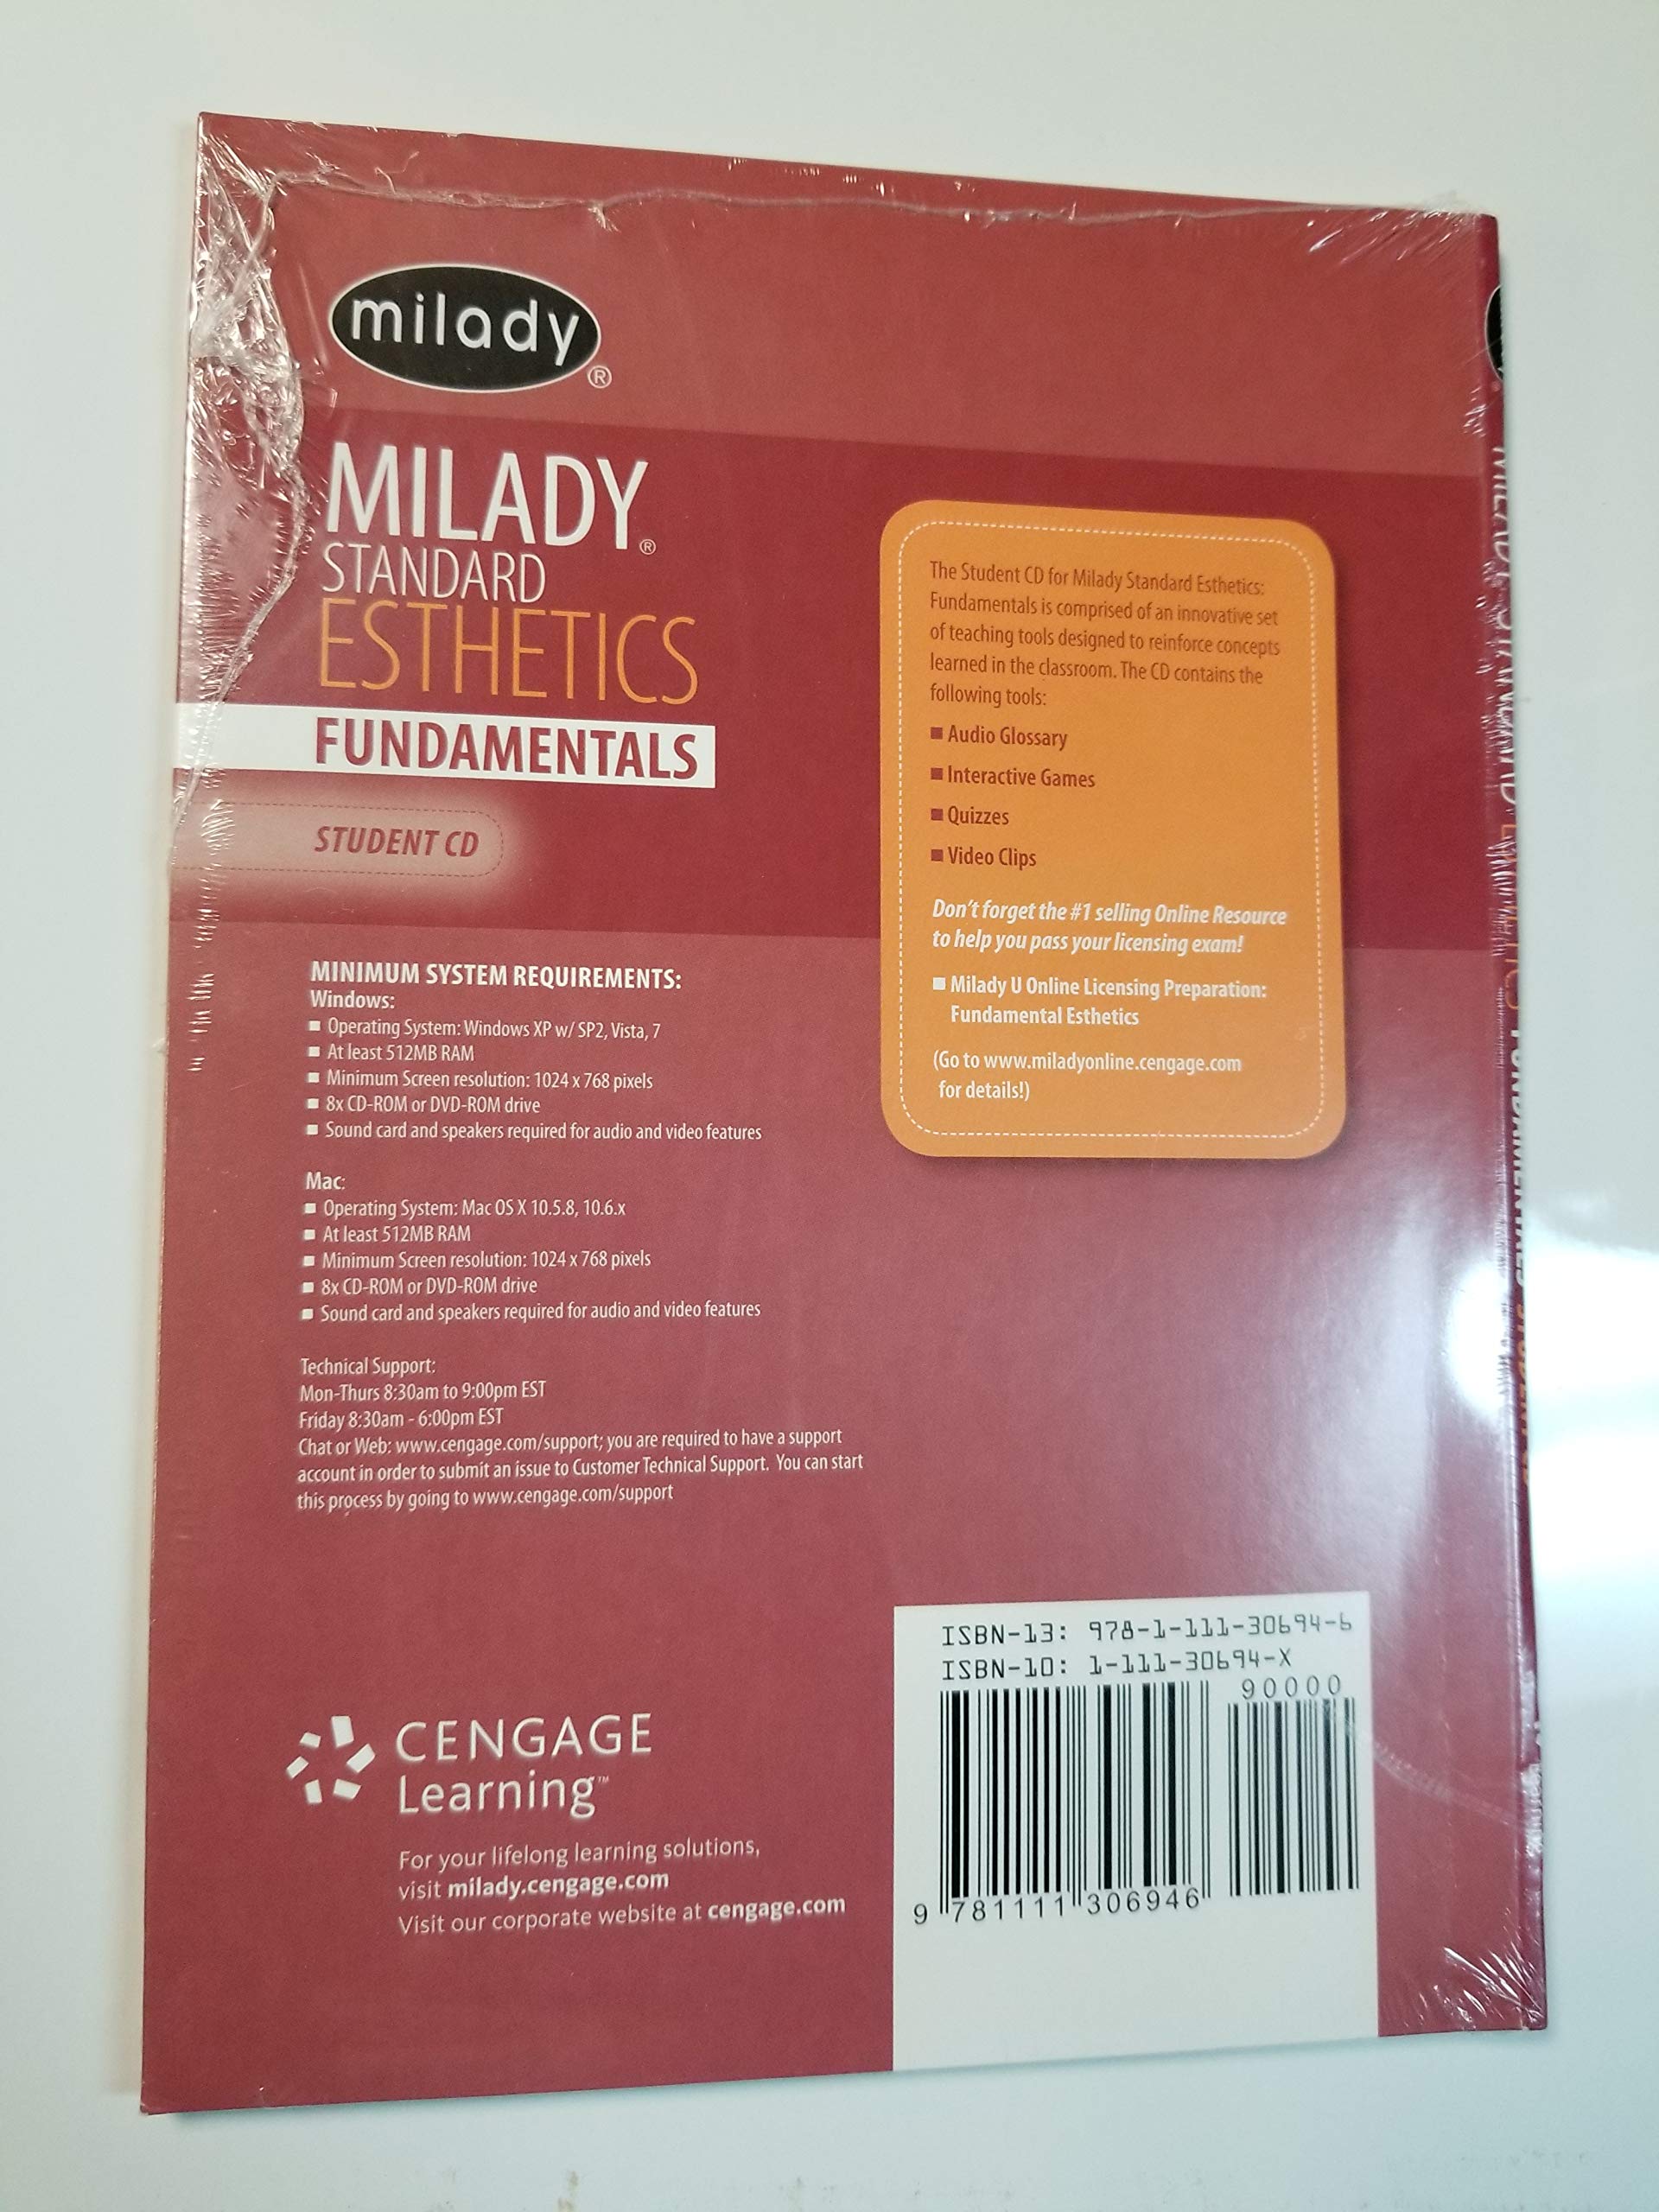 milady®
MILADY®
STANDARD
ESTHETICS
FUNDAMENTALS
STUDENT CD
The Student CD for Milady Standard Esthetics:
Fundamentals is comprised of an innovative set
of teaching tools designed to reinforce concepts
learned in the classroom. The CD contains the
following tools:
■ Audio Glossary
■ Interactive Games
■ Quizzes
■ Video Clips
Don't forget the #1 selling Online Resource
to help you pass your licensing exam!
■ Milady U Online Licensing Preparation:
Fundamental Esthetics
(Go to www.miladyonline.cengage.com
for details!)
MINIMUM SYSTEM REQUIREMENTS:
Windows:
■ Operating System: Windows XP w/ SP2, Vista, 7
■ At least 512MB RAM
■ Minimum Screen resolution: 1024 x 768 pixels
■ 8x CD-ROM or DVD-ROM drive
■ Sound card and speakers required for audio and video features
Mac:
■ Operating System: Mac OS X 10.5.8, 10.6.x
■ At least 512MB RAM
■ Minimum Screen resolution: 1024 x 768 pixels
■ 8x CD-ROM or DVD-ROM drive
■ Sound card and speakers required for audio and video features
Technical Support:
Mon-Thurs 8:30am to 9:00pm EST
Friday 8:30am - 6:00pm EST
Chat or Web: www.cengage.com/support; you are required to have a support
account in order to submit an issue to Customer Technical Support. You can start
this process by going to www.cengage.com/support
CENGAGE
Learning™
For your lifelong learning solutions,
visit milady.cengage.com
Visit our corporate website at cengage.com
ISBN-13: 978-1-111-30694-6
ISBN-10: 1-111-30694-X
90000
9 781111 306946
MILADY STANDARD ESTHETICS FUNDAMENTALS